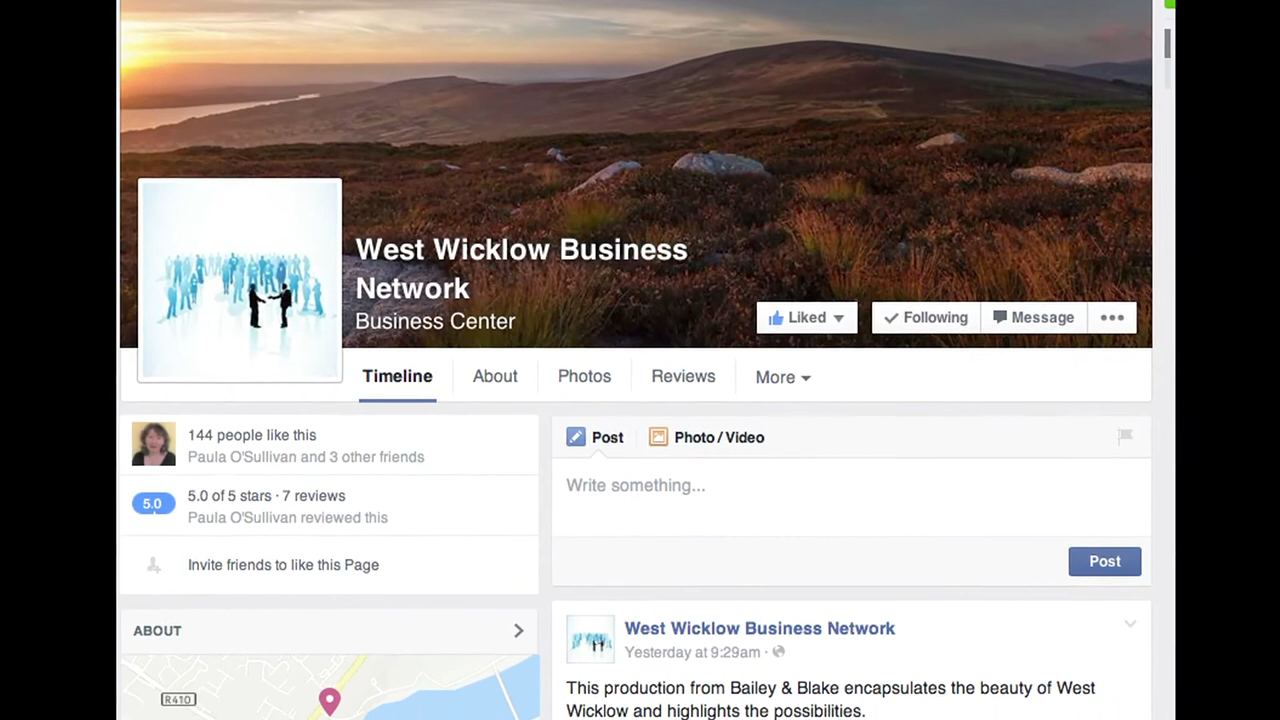 West Wicklow Business
Network
Business Center
Liked
Following
Message
Timeline
About
Photos
Reviews
More
144 people like this
Paula O'Sullivan and 3 other friends
5.0
5.0 of 5 stars · 7 reviews
Paula O'Sullivan reviewed this
Invite friends to like this Page
ABOUT
R410
Post
Photo / Video
Write something...
Post
West Wicklow Business Network
Yesterday at 9:29am ·
This production from Bailey & Blake encapsulates the beauty of West
Wicklow and highlights the possibilities.